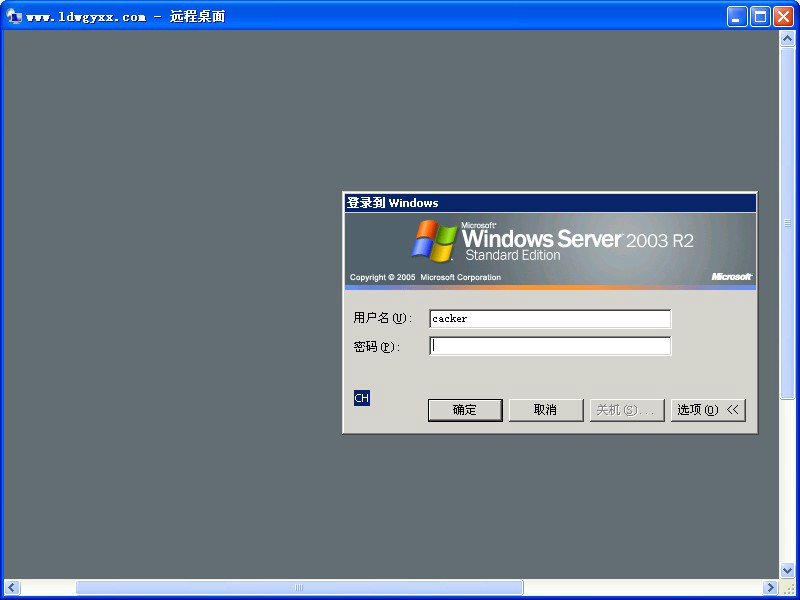 www.ldwgyxx.com - 远程桌面
登录到 Windows
Microsoft
Windows Server 2003 R2
Standard Edition
Copyright © 2005 Microsoft Corporation
Microsoft
用户名(U):
cacker
密码(P):
CH
确定
取消
关机(S)...
选项(O) <<